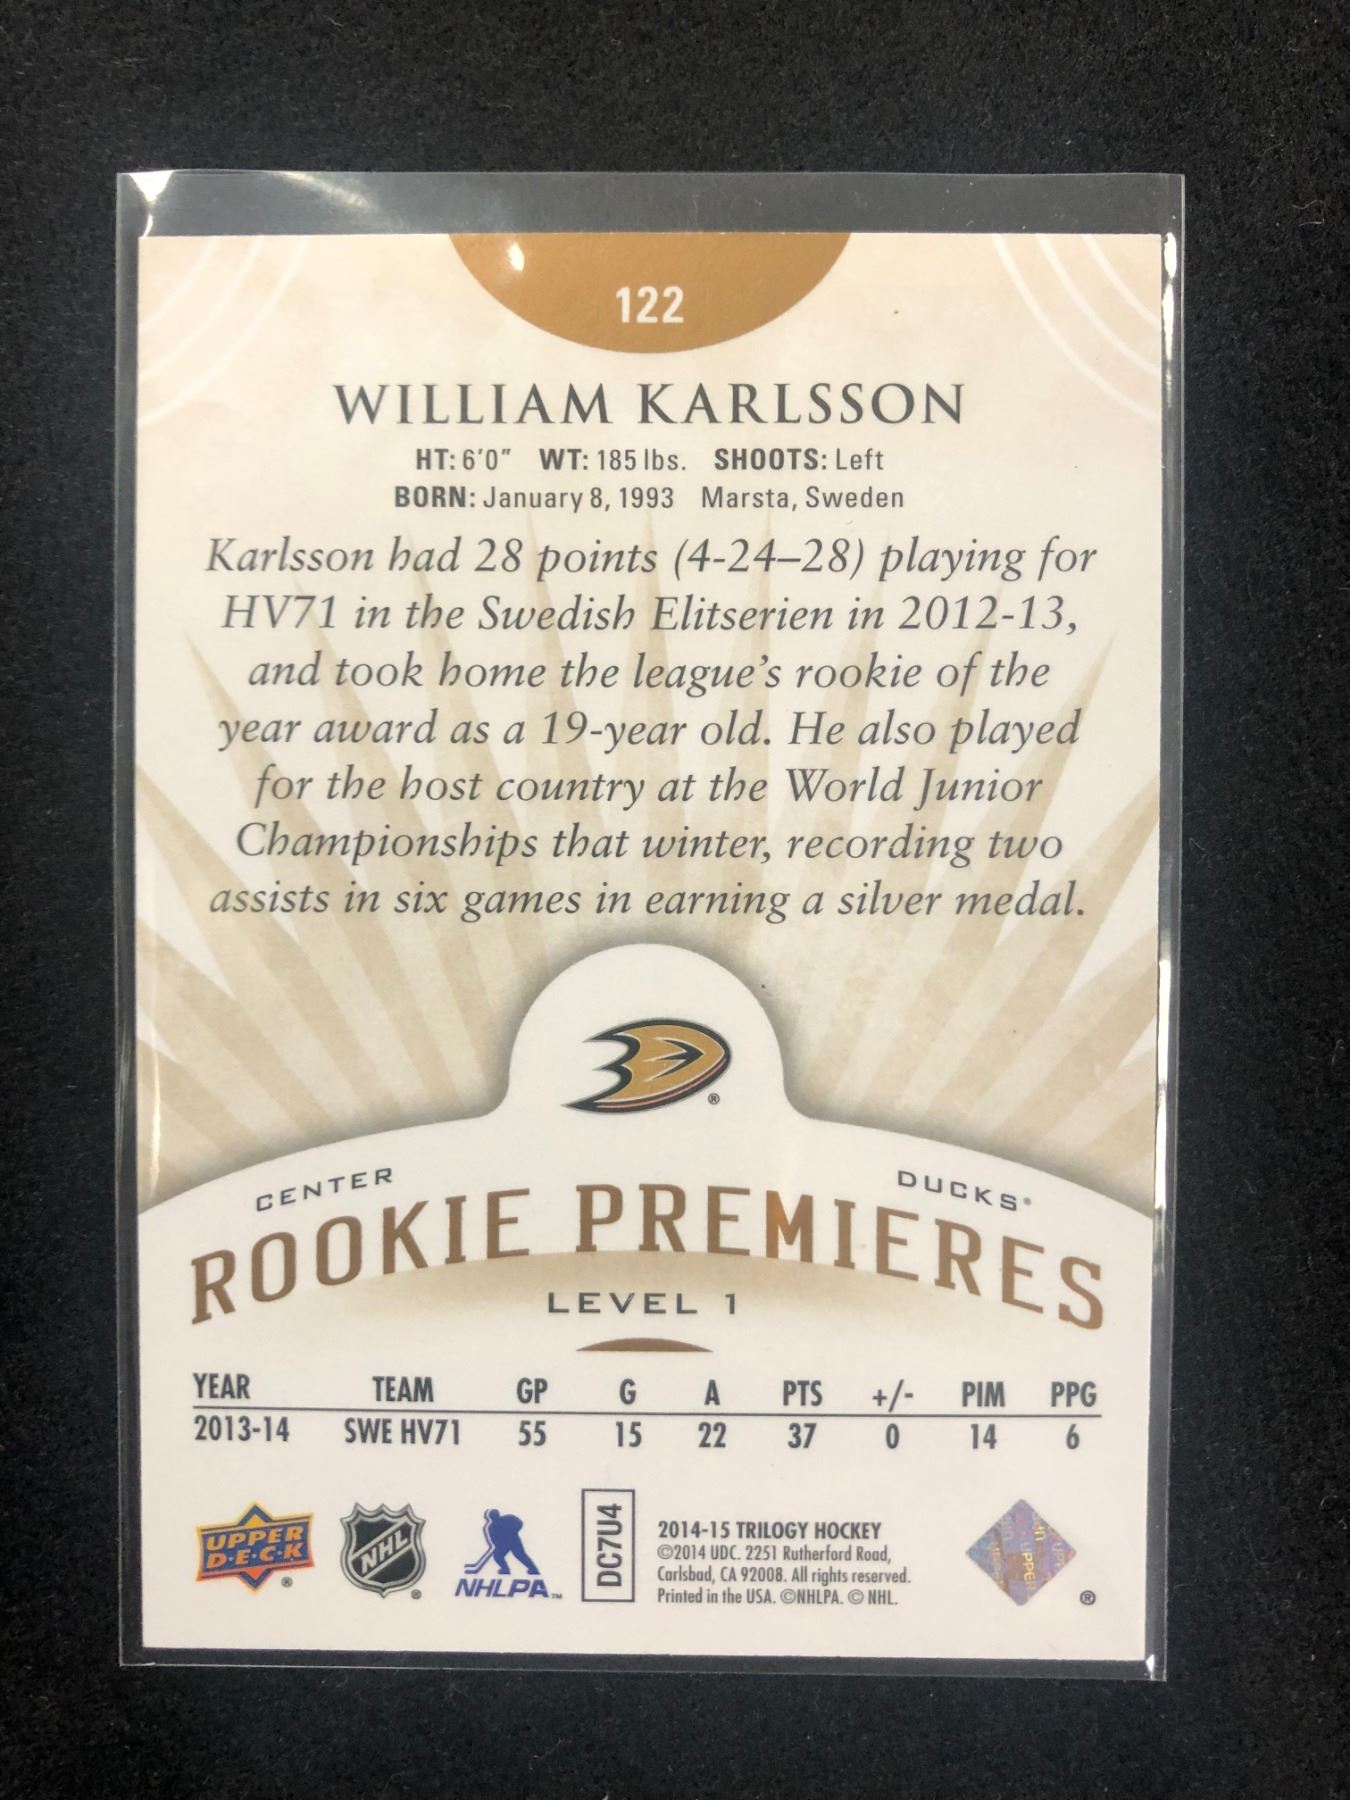 122
WILLIAM KARLSSON
HT: 6'0" WT: 185 lbs. SHOOTS: Left
BORN: January 8, 1993 Marsta, Sweden
Karlsson had 28 points (4-24–28) playing for
HV71 in the Swedish Elitserien in 2012-13,
and took home the league's rookie of the
year award as a 19-year old. He also played
for the host country at the World Junior
Championships that winter, recording two
assists in six games in earning a silver medal.
®
CENTER DUCKS®
ROOKIE PREMIERES
LEVEL 1
YEAR TEAM GP G A PTS +/- PIM PPG
2013-14 SWE HV71 55 15 22 37 0 14 6
UPPER
D·E·C·K ®
NHL ®
NHLPA™
DC7U4
2014-15 TRILOGY HOCKEY
©2014 UDC. 2251 Rutherford Road,
Carlsbad, CA 92008. All rights reserved.
Printed in the USA. ©NHLPA. © NHL.
®